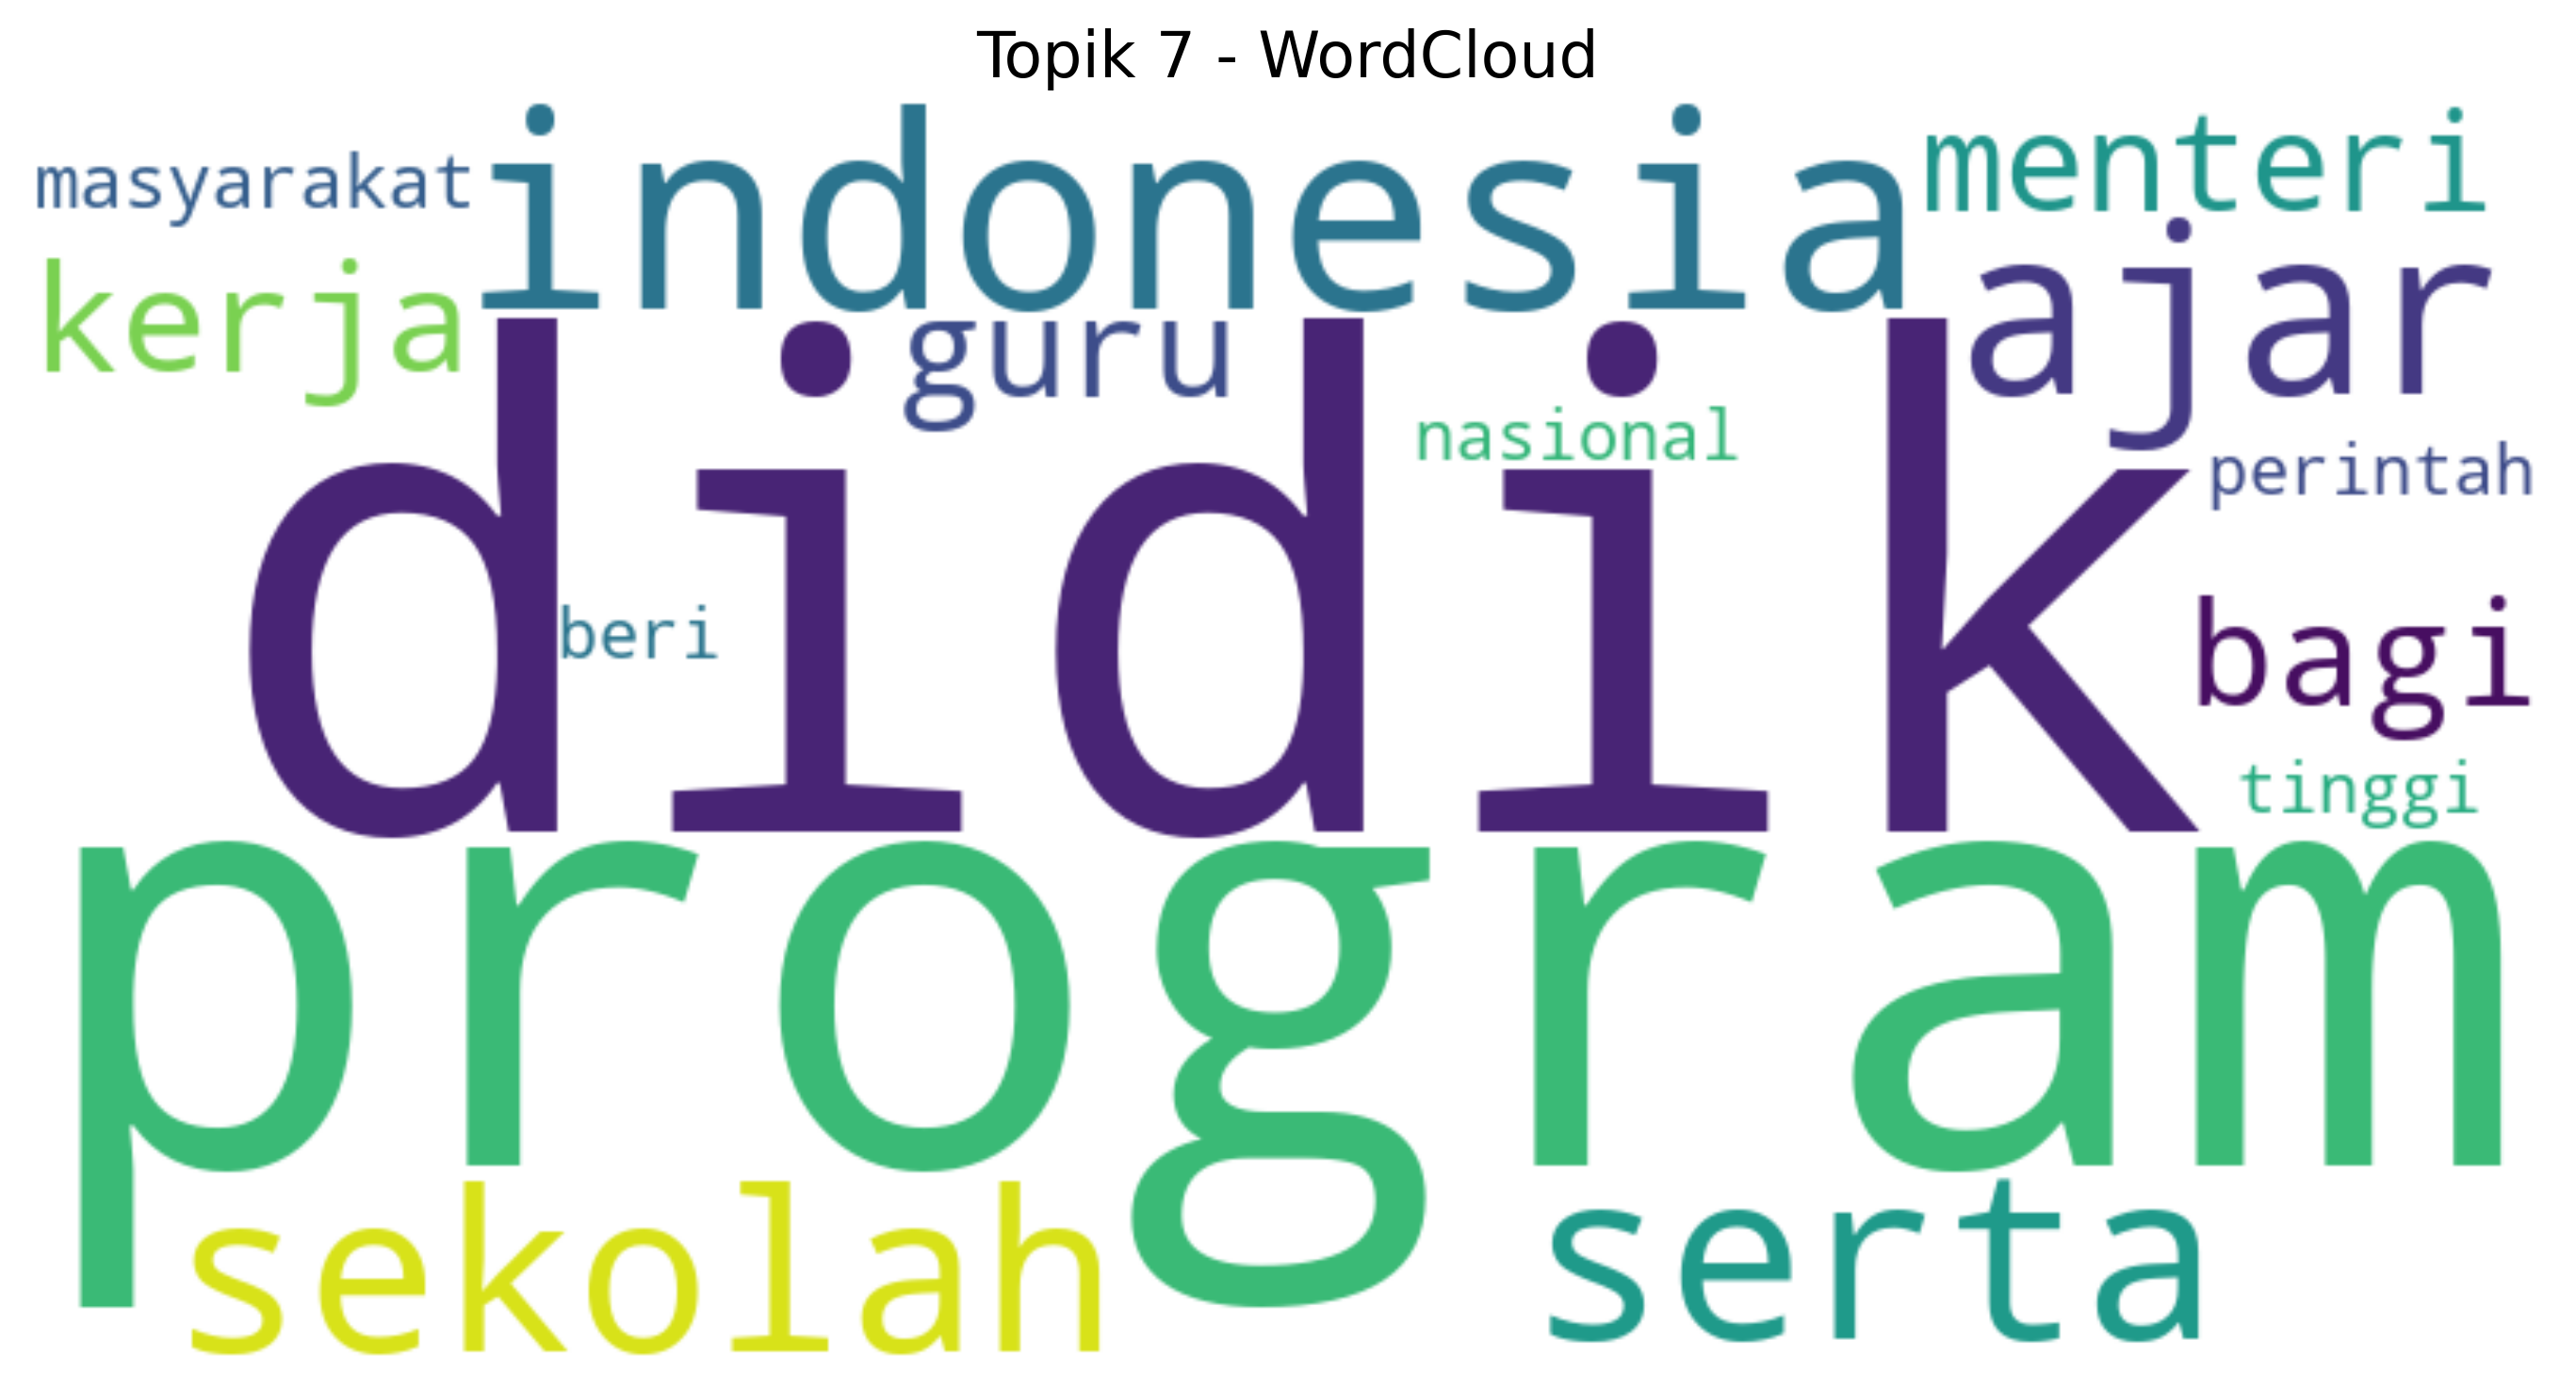 Topik 7 - WordCloud
masyarakat
indonesia
menteri
kerja
guru
ajar
nasional
perintah
didik
beri
bagi
tinggi
program
sekolah
serta